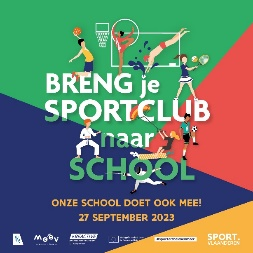 BRENG je
SPORTCLUB
naar
SCHOOL
ONZE SCHOOL DOET OOK MEE!
27 SEPTEMBER 2023
SPORT.
VLAANDEREN